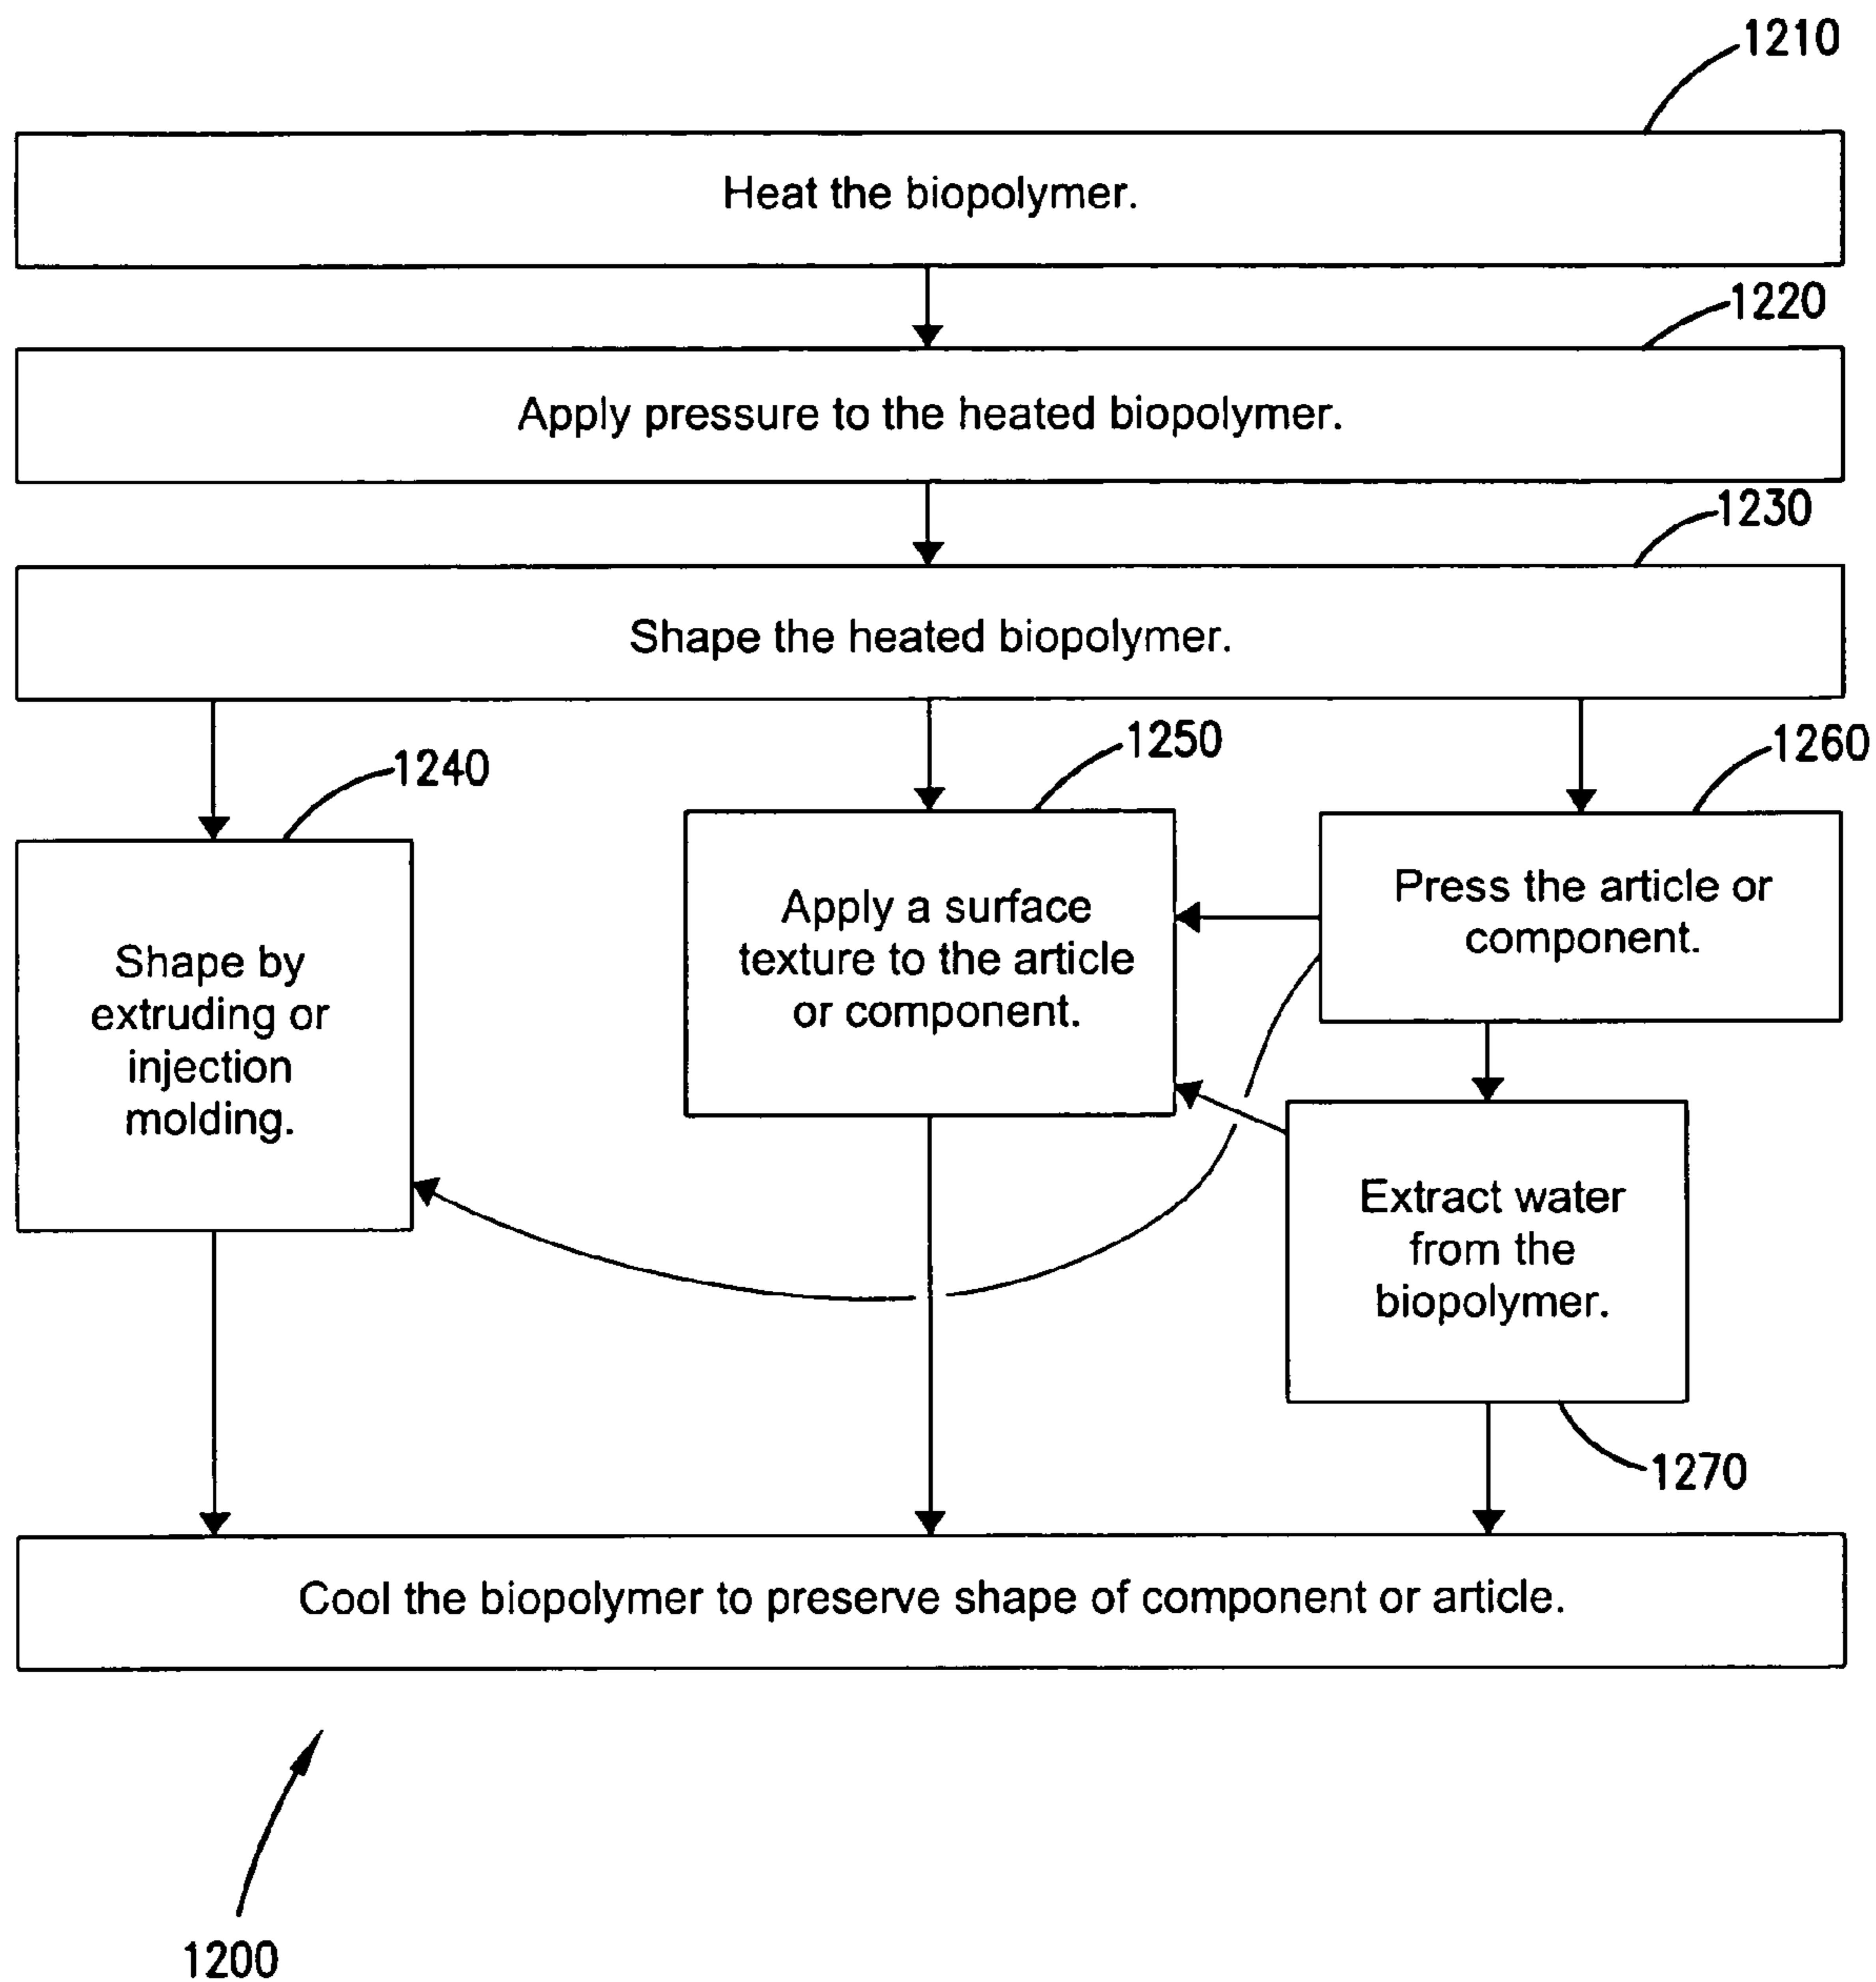 1210
Heat the biopolymer.
1220
Apply pressure to the heated biopolymer.
1230
Shape the heated biopolymer.
1240
1250
1260
Shape by
extruding or
injection
molding.
Apply a surface
texture to the article
or component.
Press the article or
component.
Extract water
from the
biopolymer.
1270
Cool the biopolymer to preserve shape of component or article.
1200